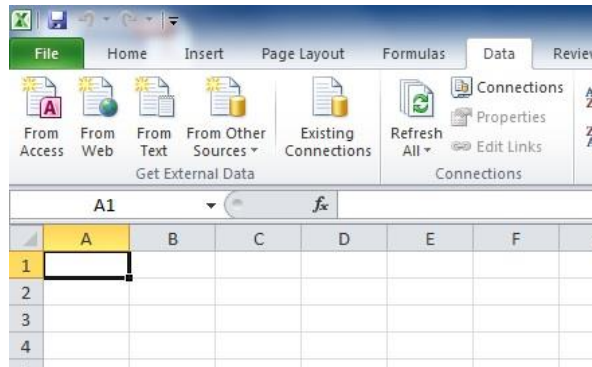 File Home Insert Page Layout Formulas Data
From Access From Web From Text From Other Sources Existing Connections Refresh All Connections Properties Edit Links
Get External Data Connections
A1 fx
A B C D E F
1
2
3
4